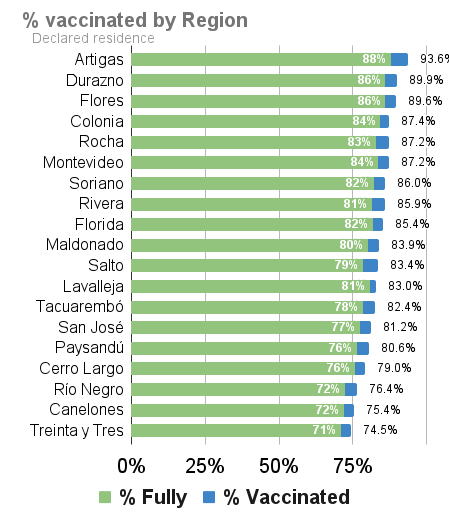 % vaccinated by Region
Declared residence
Artigas 88% 93.6%
Durazno 86% 89.9%
Flores 86% 89.6%
Colonia 84% 87.4%
Rocha 83% 87.2%
Montevideo 84% 87.2%
Soriano 82% 86.0%
Rivera 81% 85.9%
Florida 82% 85.4%
Maldonado 80% 83.9%
Salto 79% 83.4%
Lavalleja 81% 83.0%
Tacuarembó 78% 82.4%
San José 77% 81.2%
Paysandú 76% 80.6%
Cerro Largo 76% 79.0%
Río Negro 72% 76.4%
Canelones 72% 75.4%
Treinta y Tres 71% 74.5%
0% 25% 50% 75%
% Fully % Vaccinated